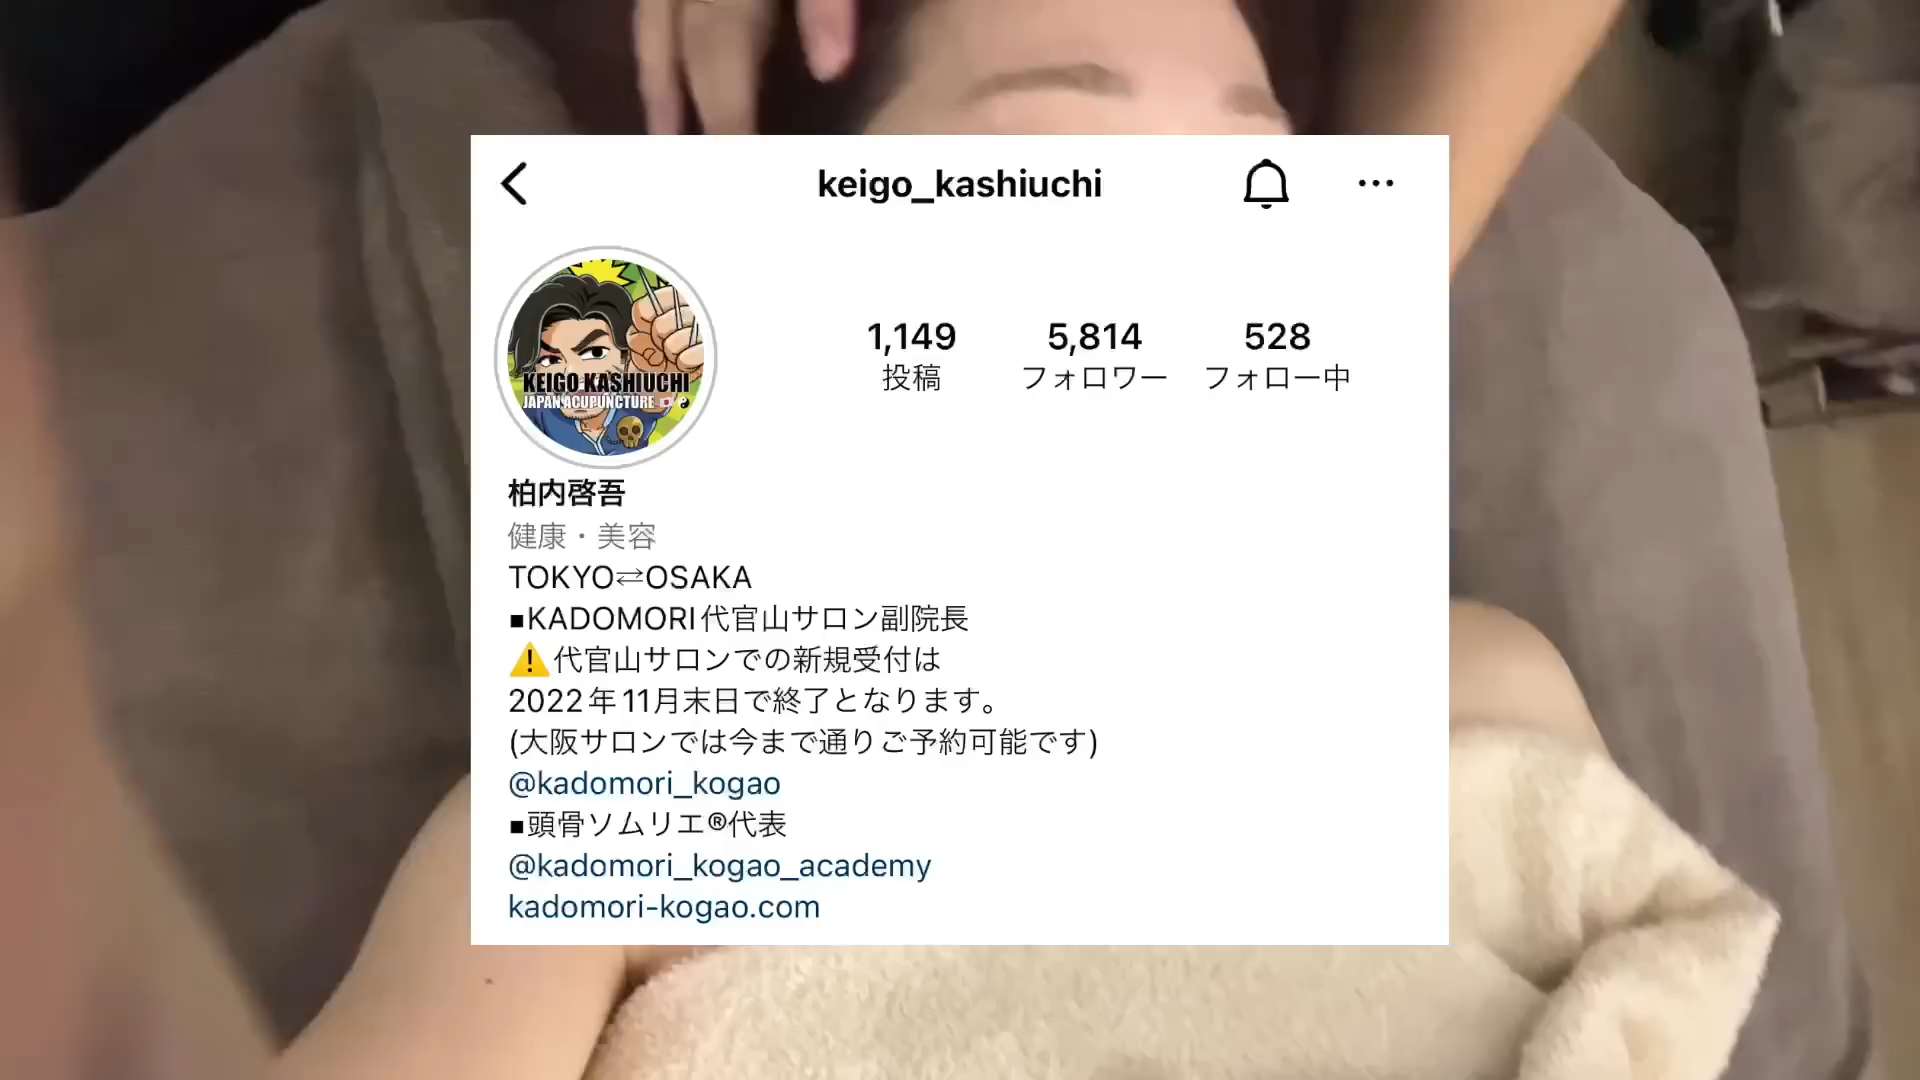 keigo_kashiuchi
KEIGO KASHIUCHI
JAPAN ACUPUNCTURE
1,149
投稿
5,814
フォロワー
528
フォロー中
柏内啓吾
健康・美容
TOKYO⇄OSAKA
■KADOMORI代官山サロン副院長
⚠️代官山サロンでの新規受付は
2022年11月末日で終了となります。
(大阪サロンでは今まで通りご予約可能です)
@kadomori_kogao
■頭骨ソムリエ®代表
@kadomori_kogao_academy
kadomori-kogao.com